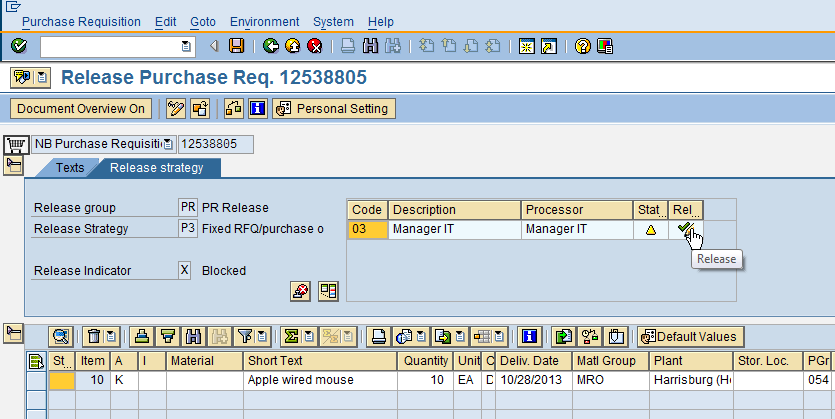 Purchase Requisition Edit Goto Environment System Help
Release Purchase Req. 12538805
Document Overview On Personal Setting
NB Purchase Requisiti 12538805
Texts Release strategy
Release group PR PR Release
Release Strategy P3 Fixed RFQ/purchase o
Release Indicator X Blocked
Code Description Processor Stat... Rel...
03 Manager IT Manager IT
Release
Default Values
St... Item A I Material Short Text Quantity Unit C Deliv. Date Matl Group Plant Stor. Loc. PGr
10 K Apple wired mouse 10 EA D 10/28/2013 MRO Harrisburg (H 054